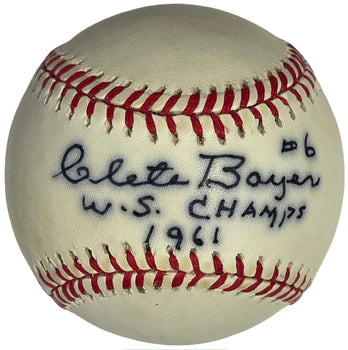 #6
Clete Boyer
W.S. CHAMPS
1961